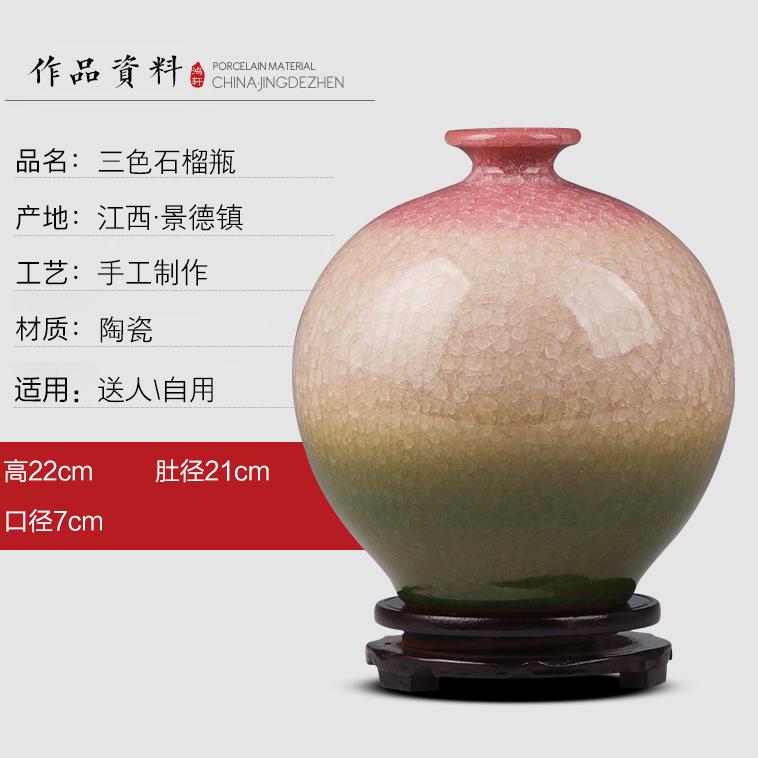 作品資料 鸿轩 PORCELAIN MATERIAL
CHINA·JINGDEZHEN
品名：三色石榴瓶
产地：江西·景德镇
工艺：手工制作
材质：陶瓷
适用：送人\自用
高22cm 肚径21cm
口径7cm